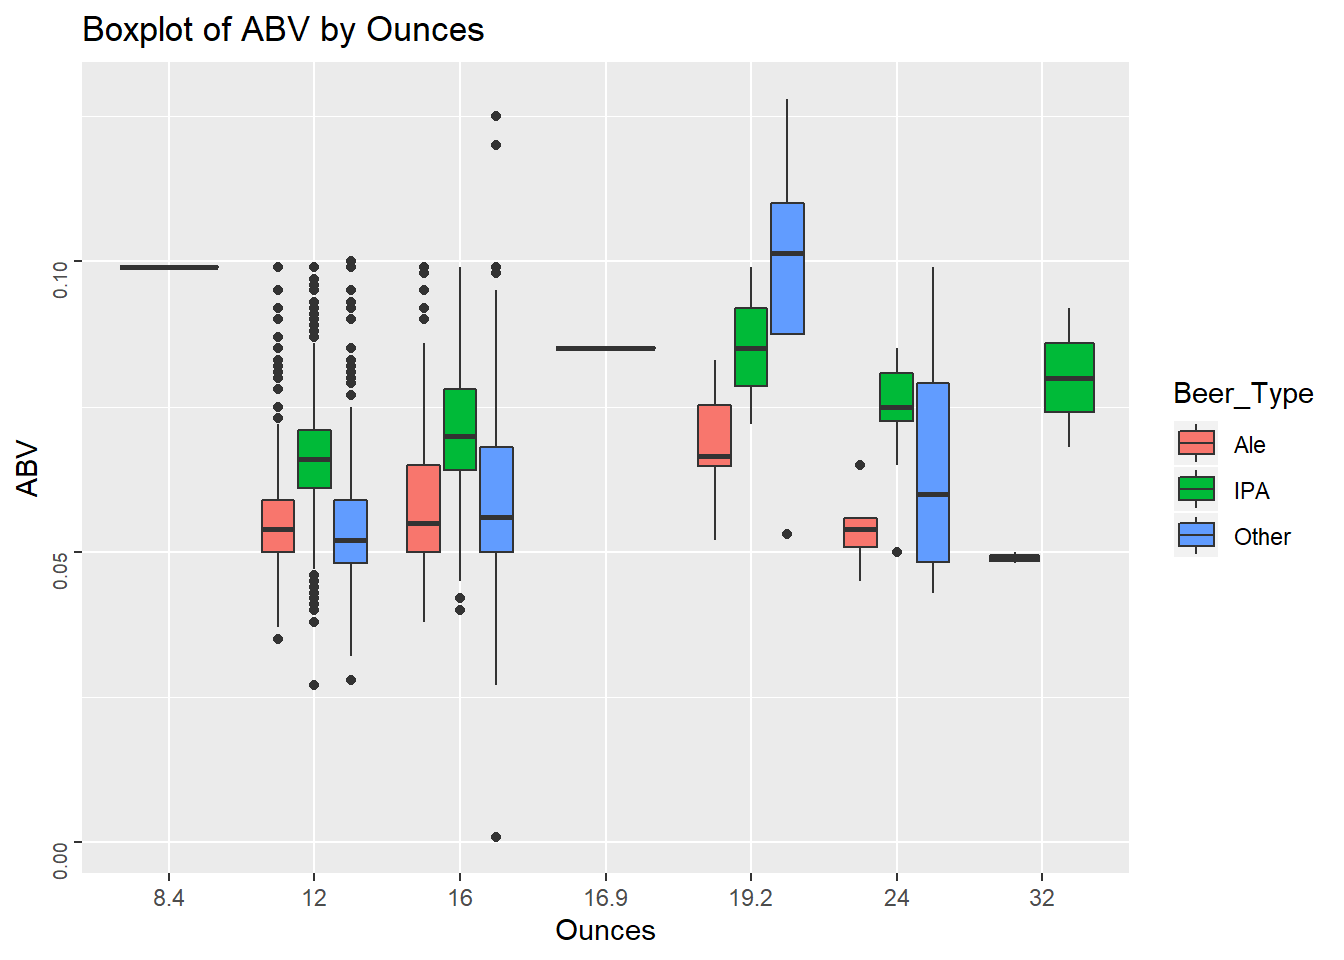 Boxplot of ABV by Ounces
ABV
0.10
0.05
0.00
8.4
12
16
16.9
19.2
24
32
Ounces
Beer_Type
Ale
IPA
Other